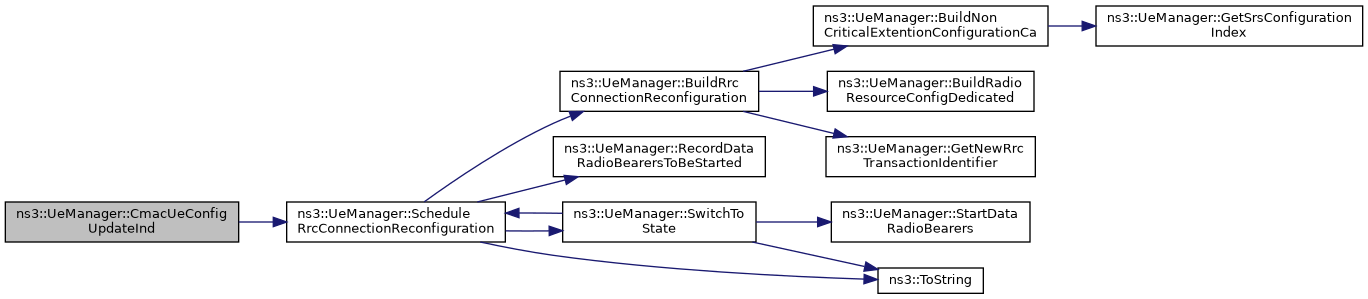 ns3::UeManager::BuildNon
CriticalExtentionConfigurationCa
ns3::UeManager::GetSrsConfiguration
Index
ns3::UeManager::BuildRrc
ConnectionReconfiguration
ns3::UeManager::BuildRadio
ResourceConfigDedicated
ns3::UeManager::RecordData
RadioBearersToBeStarted
ns3::UeManager::GetNewRrc
TransactionIdentifier
ns3::UeManager::CmacUeConfig
UpdateInd
ns3::UeManager::Schedule
RrcConnectionReconfiguration
ns3::UeManager::SwitchTo
State
ns3::UeManager::StartData
RadioBearers
ns3::ToString